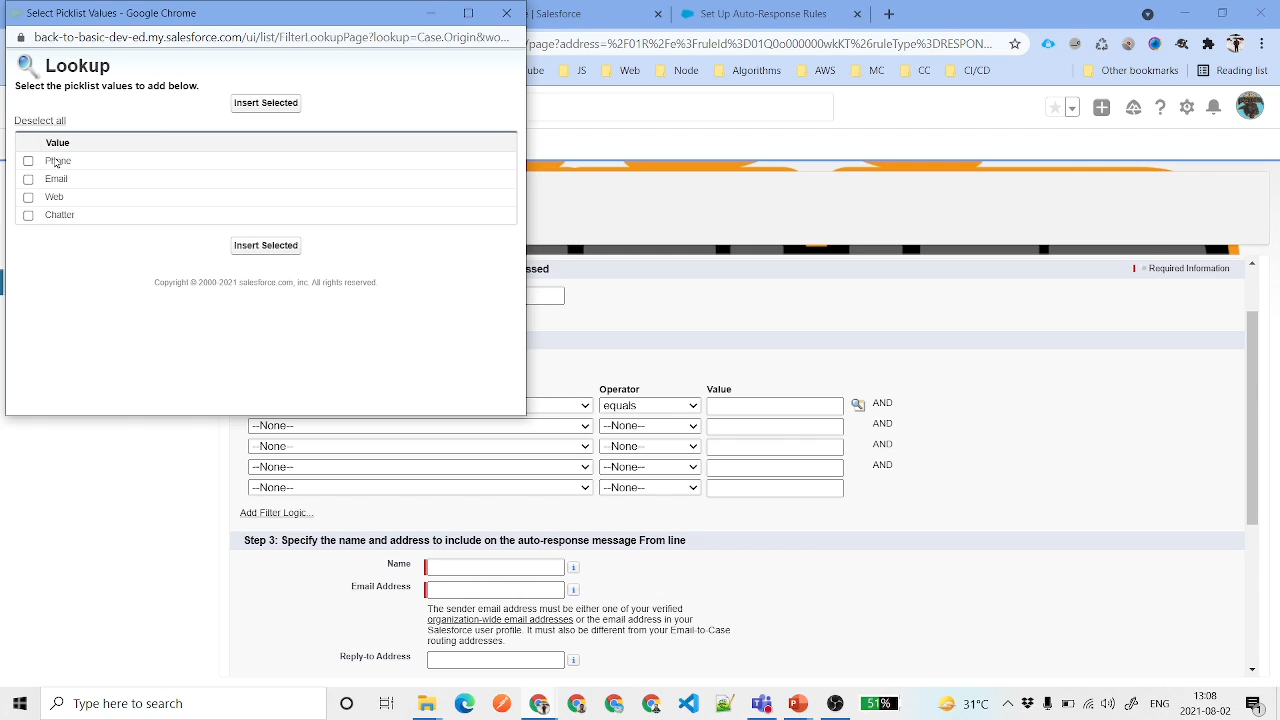 Select Picklist Values - Google Chrome
Salesforce
Set Up Auto-Response Rules
back-to-basic-dev-ed.my.salesforce.com/ui/list/FilterLookupPage?lookup=Case.Origin&wo...
page?address=%2F01R%2Fe%3FruleId%3D01Q0o00000wkKT%26ruleType%3DRESPON...
ube
JS
Web
Node
Algorithms
AWS
MC
CC
CI/CD
Other bookmarks
Reading list
Lookup
Select the picklist values to add below.
Insert Selected
Deselect all
Value
Phone
Email
Web
Chatter
Insert Selected
Copyright © 2000-2021 salesforce.com, inc. All rights reserved.
ssed
= Required Information
Operator
Value
equals
AND
--None--
--None--
AND
--None--
--None--
AND
--None--
--None--
AND
--None--
--None--
Add Filter Logic...
Step 3: Specify the name and address to include on the auto-response message From line
Name
Email Address
The sender email address must be either one of your verified
organization-wide email addresses or the email address in your
Salesforce user profile. It must also be different from your Email-to-Case
routing addresses.
Reply-to Address
Type here to search
51%
31°C
ENG
13:08
2021-08-02